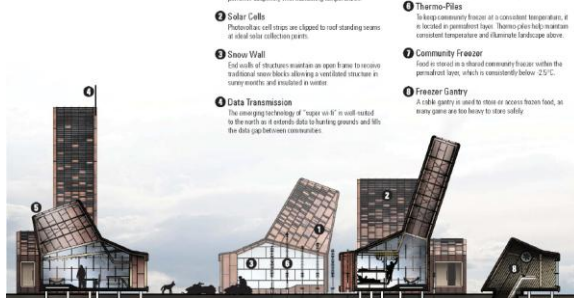 2 Solar Cells
Photovoltaic cell strips are clipped to roof standing seams
at ideal solar collection points.
3 Snow Wall
End walls of structures maintain an open frame to receive
traditional snow blocks allowing a ventilated structure in
sunny months and insulated in winter.
4 Data Transmission
The emerging technology of "super wi-fi" is well-suited
to the north as it extends data to hunting grounds and fills
the data gap between communities.
6 Thermo-Piles
To keep community freezer at a consistent temperature, it
is located in permafrost layer. Thermo-piles help maintain
consistent temperature and illuminate landscape above.
7 Community Freezer
Food is stored in a shared community freezer within the
permafrost layer, which is consistently below -2.5°C.
8 Freezer Gantry
A cable gantry is used to store or access frozen food, as
many game are too heavy to store safely.
4
5
1
3
6
2
8